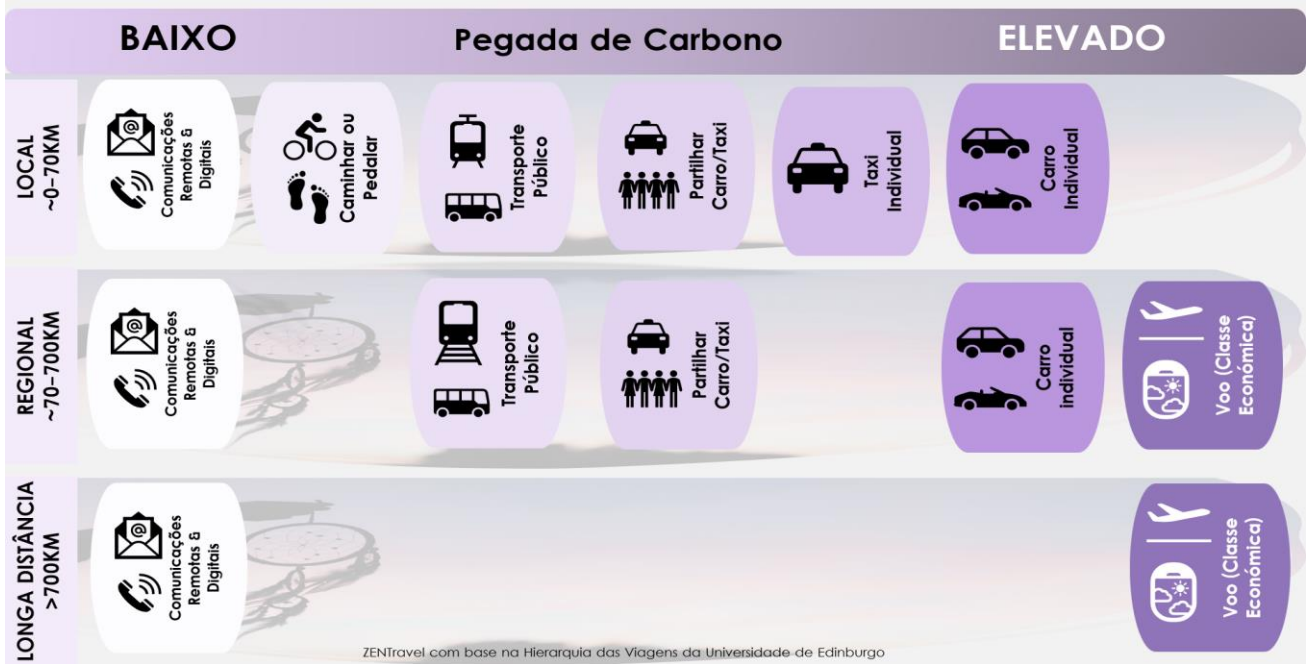 BAIXO
Pegada de Carbono
ELEVADO
LOCAL
~0-70KM
@
Comunicações
Remotas &
Digitais
Caminhar ou
Pedalar
Transporte
Público
Partilhar
Carro/Taxi
Taxi
Individual
Carro
Individual
REGIONAL
~70-700KM
@
Comunicações
Remotas &
Digitais
Transporte
Público
Partilhar
Carro/Taxi
Carro
individual
Voo (Classe
Económica)
LONGA DISTÂNCIA
>700KM
@
Comunicações
Remotas &
Digitais
Voo (Classe
Económica)
ZENTravel com base na Hierarquia das Viagens da Universidade de Edinburgo